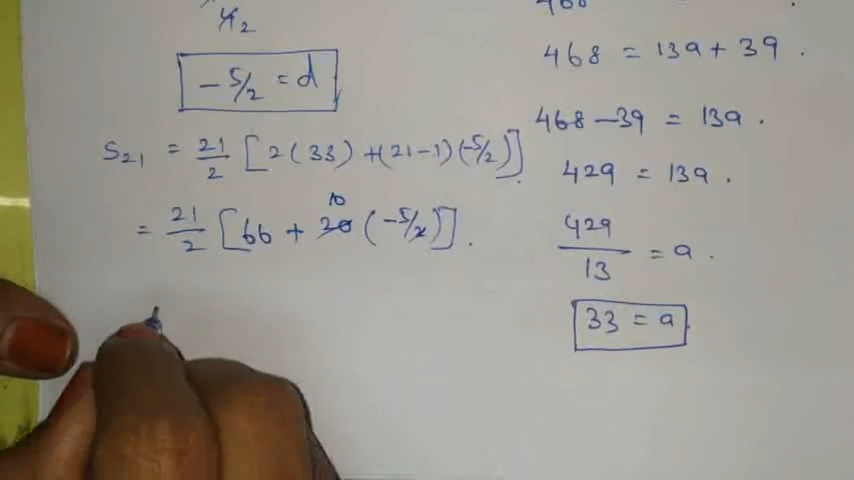 2
- 5/2 = d
S21 = 21/2 [2(33) + (21-1)(-5/2)].
= 21/2 [66 + 20 10 (-5/2)].
468
468 = 13a + 39.
468 - 39 = 13a.
429 = 13a.
429/13 = a.
33 = a